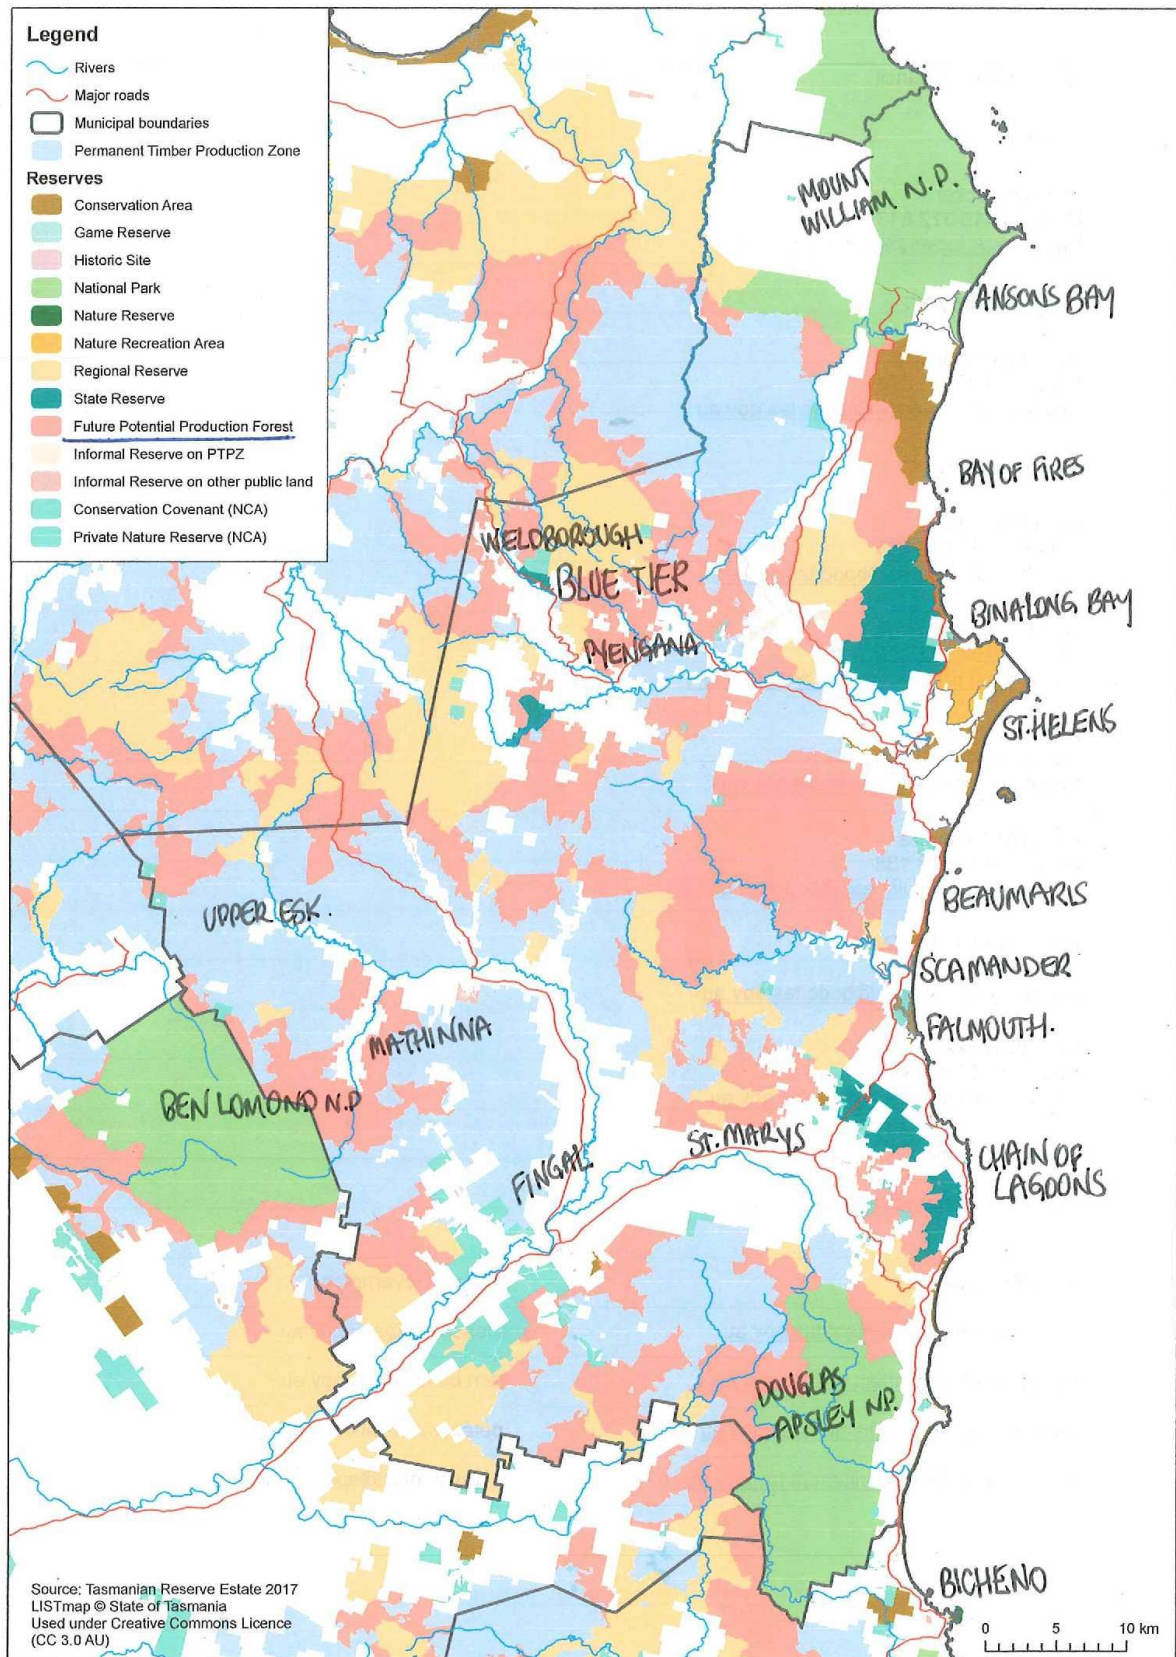 Legend
Rivers
Major roads
Municipal boundaries
Permanent Timber Production Zone
Reserves
Conservation Area
Game Reserve
Historic Site
National Park
Nature Reserve
Nature Recreation Area
Regional Reserve
State Reserve
Future Potential Production Forest
Informal Reserve on PTPZ
Informal Reserve on other public land
Conservation Covenant (NCA)
Private Nature Reserve (NCA)
MOUNT
WILLIAM N.P.
ANSONS BAY
BAY OF FIRES
WELDBOROUGH
BLUE TIER
BINALONG BAY
PYENGANA
ST. HELENS
BEAUMARIS
UPPER ESK.
SCAMANDER
MATHINNA
FALMOUTH.
BEN LOMOND N.P
ST. MARYS
FINGAL
CHAIN OF
LAGOONS
DOUGLAS
APSLEY NP.
BICHENO
Source: Tasmanian Reserve Estate 2017
LISTmap © State of Tasmania
Used under Creative Commons Licence
(CC 3.0 AU)
0 5 10 km